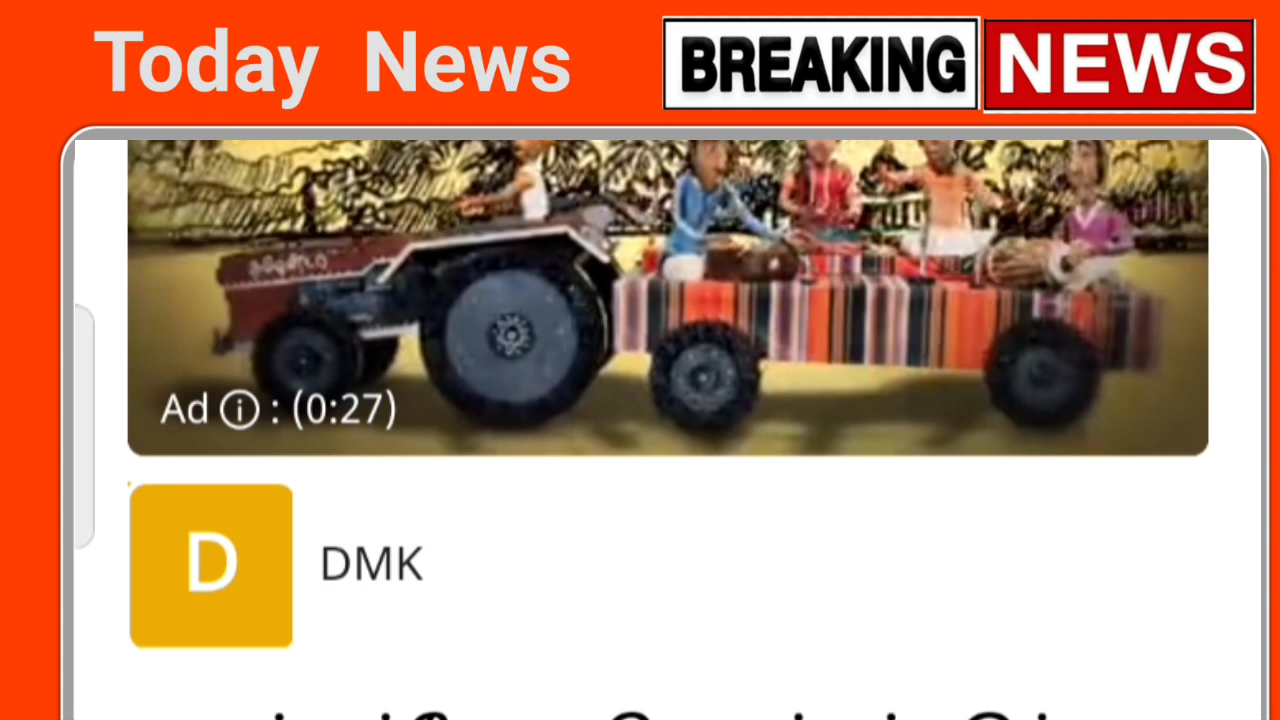 Today News
BREAKING NEWS
Ad ⓘ : (0:27)
D
DMK